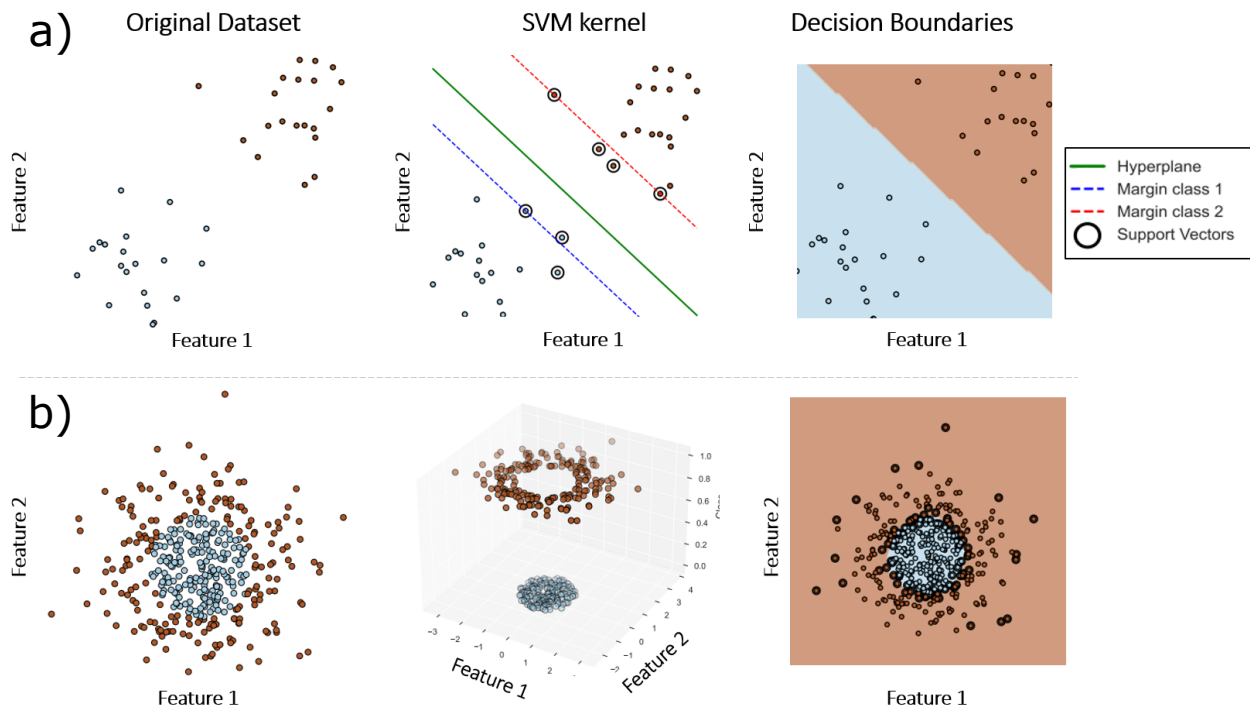 a)
Original Dataset
SVM kernel
Decision Boundaries
Feature 2
Feature 1
Feature 2
Feature 1
Feature 2
Feature 1
Hyperplane
Margin class 1
Margin class 2
Support Vectors
b)
Feature 2
Feature 1
1.0
0.8
0.6
0.4
0.2
0.0
4
3
2
1
0
−1
−3
−2
−1
0
1
2
Feature 1
Feature 2
Feature 2
Feature 1